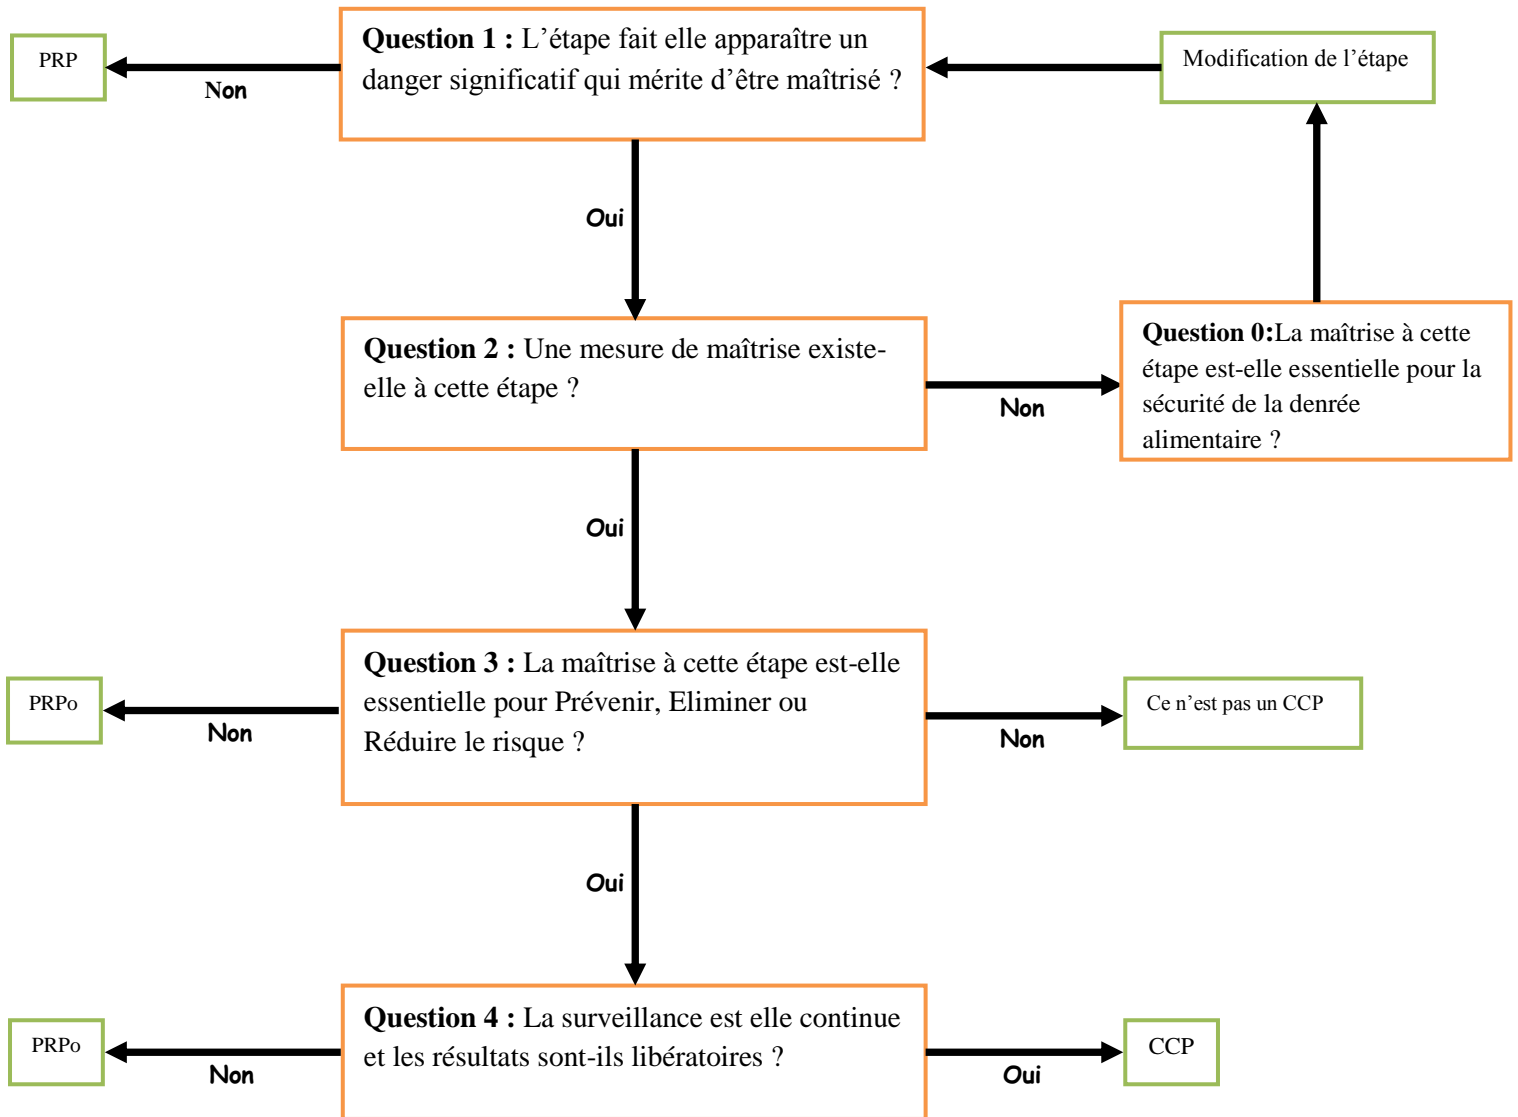 PRP
Non
Question 1 : L’étape fait elle apparaître un
danger significatif qui mérite d’être maîtrisé ?
Modification de l’étape
Oui
Question 2 : Une mesure de maîtrise existe-
elle à cette étape ?
Non
Question 0:La maîtrise à cette
étape est-elle essentielle pour la
sécurité de la denrée
alimentaire ?
Oui
PRPo
Non
Question 3 : La maîtrise à cette étape est-elle
essentielle pour Prévenir, Eliminer ou
Réduire le risque ?
Non
Ce n’est pas un CCP
Oui
PRPo
Non
Question 4 : La surveillance est elle continue
et les résultats sont-ils libératoires ?
Oui
CCP